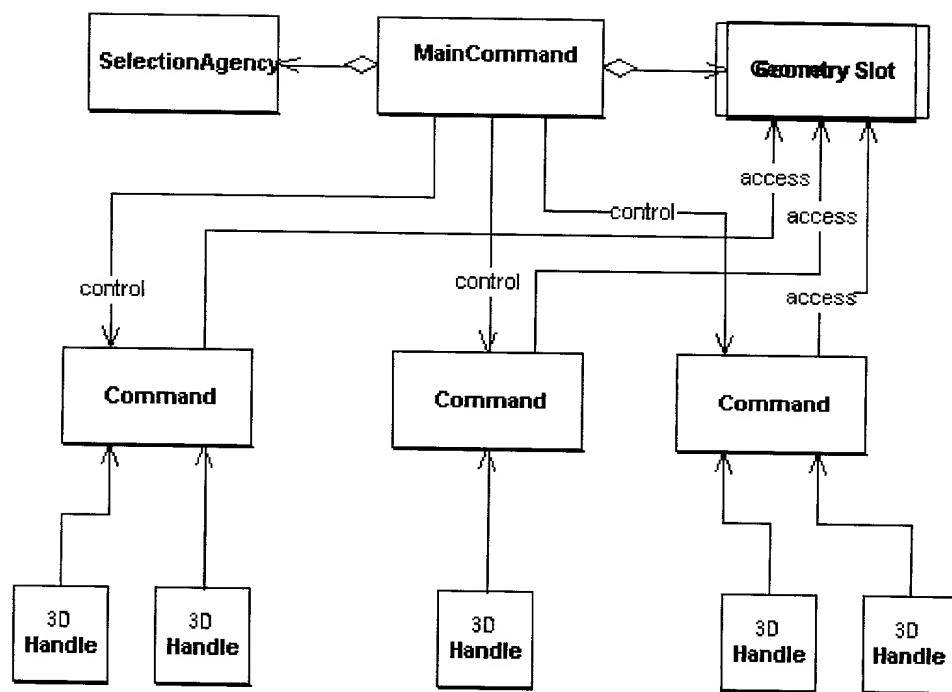 SelectionAgency
MainCommand
Geometry Slot
access
control
access
control
control
access
Command
Command
Command
3D
Handle
3D
Handle
3D
Handle
3D
Handle
3D
Handle